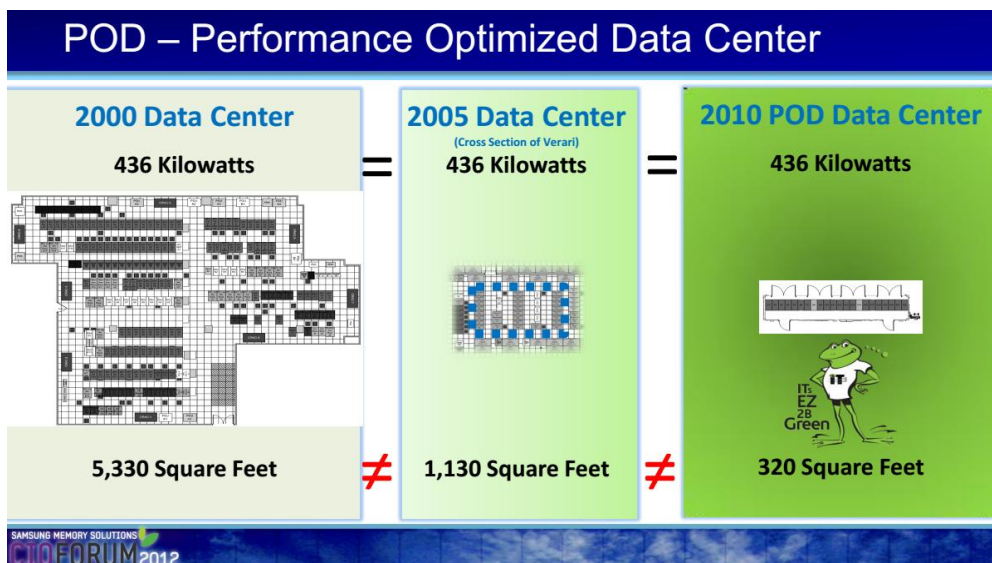 POD – Performance Optimized Data Center
2000 Data Center
436 Kilowatts
5,330 Square Feet
=
2005 Data Center
(Cross Section of Verari)
436 Kilowatts
1,130 Square Feet
=
2010 POD Data Center
436 Kilowatts
iTs
ITs
EZ
2B
Green
320 Square Feet
≠
≠
SAMSUNG MEMORY SOLUTIONS
CIO FORUM 2012